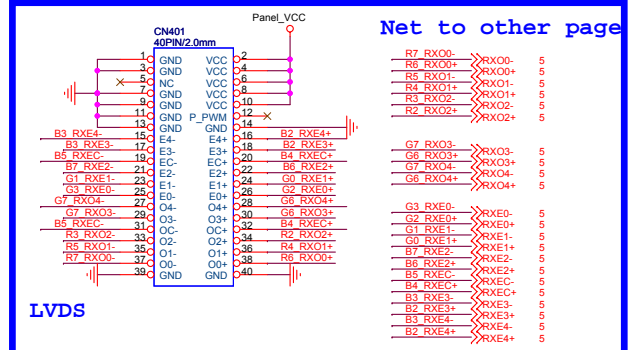 Panel_VCC
Net to other page
CN401
40PIN/2.0mm
1 GND VCC 2
3 GND VCC 4
5 NC VCC 6
7 GND VCC 8
9 GND VCC 10
11 GND P_PWM 12
13 GND GND 14
B3_RXE4- 15 E4- E4+ 16 B2_RXE4+
B3_RXE3- 17 E3- E3+ 18 B2_RXE3+
B5_RXEC- 19 EC- EC+ 20 B4_RXEC+
B7_RXE2- 21 E2- E2+ 22 B6_RXE2+
G1_RXE1- 23 E1- E1+ 24 G0_RXE1+
G3_RXE0- 25 E0- E0+ 26 G2_RXE0+
G7_RXO4- 27 O4- O4+ 28 G6_RXO4+
G7_RXO3- 29 O3- O3+ 30 G6_RXO3+
B5_RXEC- 31 OC- OC+ 32 B4_RXEC+
R3_RXO2- 33 O2- O2+ 34 R2_RXO2+
R5_RXO1- 35 O1- O1+ 36 R4_RXO1+
R7_RXO0- 37 O0- O0+ 38 R6_RXO0+
39 GND GND 40
LVDS
R7_RXO0- RXO0- 5
R6_RXO0+ RXO0+ 5
R5_RXO1- RXO1- 5
R4_RXO1+ RXO1+ 5
R3_RXO2- RXO2- 5
R2_RXO2+ RXO2+ 5
G7_RXO3- RXO3- 5
G6_RXO3+ RXO3+ 5
G7_RXO4- RXO4- 5
G6_RXO4+ RXO4+ 5
G3_RXE0- RXE0- 5
G2_RXE0+ RXE0+ 5
G1_RXE1- RXE1- 5
G0_RXE1+ RXE1+ 5
B7_RXE2- RXE2- 5
B6_RXE2+ RXE2+ 5
B5_RXEC- RXEC- 5
B4_RXEC+ RXEC+ 5
B3_RXE3- RXE3- 5
B2_RXE3+ RXE3+ 5
B3_RXE4- RXE4- 5
B2_RXE4+ RXE4+ 5